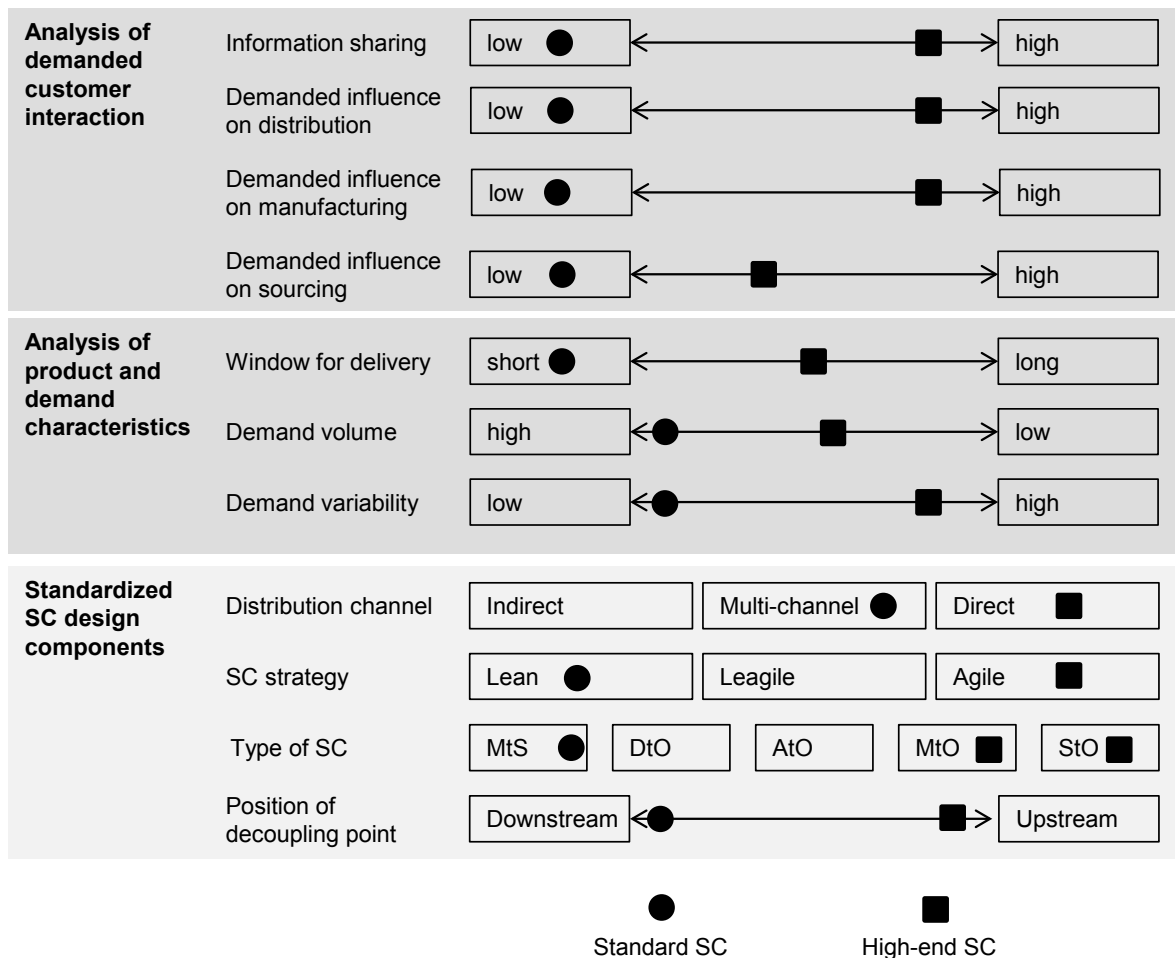 Analysis of
demanded
customer
interaction
Information sharing
low
high
Demanded influence
on distribution
low
high
Demanded influence
on manufacturing
low
high
Demanded influence
on sourcing
low
high
Analysis of
product and
demand
characteristics
Window for delivery
short
long
Demand volume
high
low
Demand variability
low
high
Standardized
SC design
components
Distribution channel
Indirect
Multi-channel
Direct
SC strategy
Lean
Leagile
Agile
Type of SC
MtS
DtO
AtO
MtO
StO
Position of
decoupling point
Downstream
Upstream
Standard SC
High-end SC